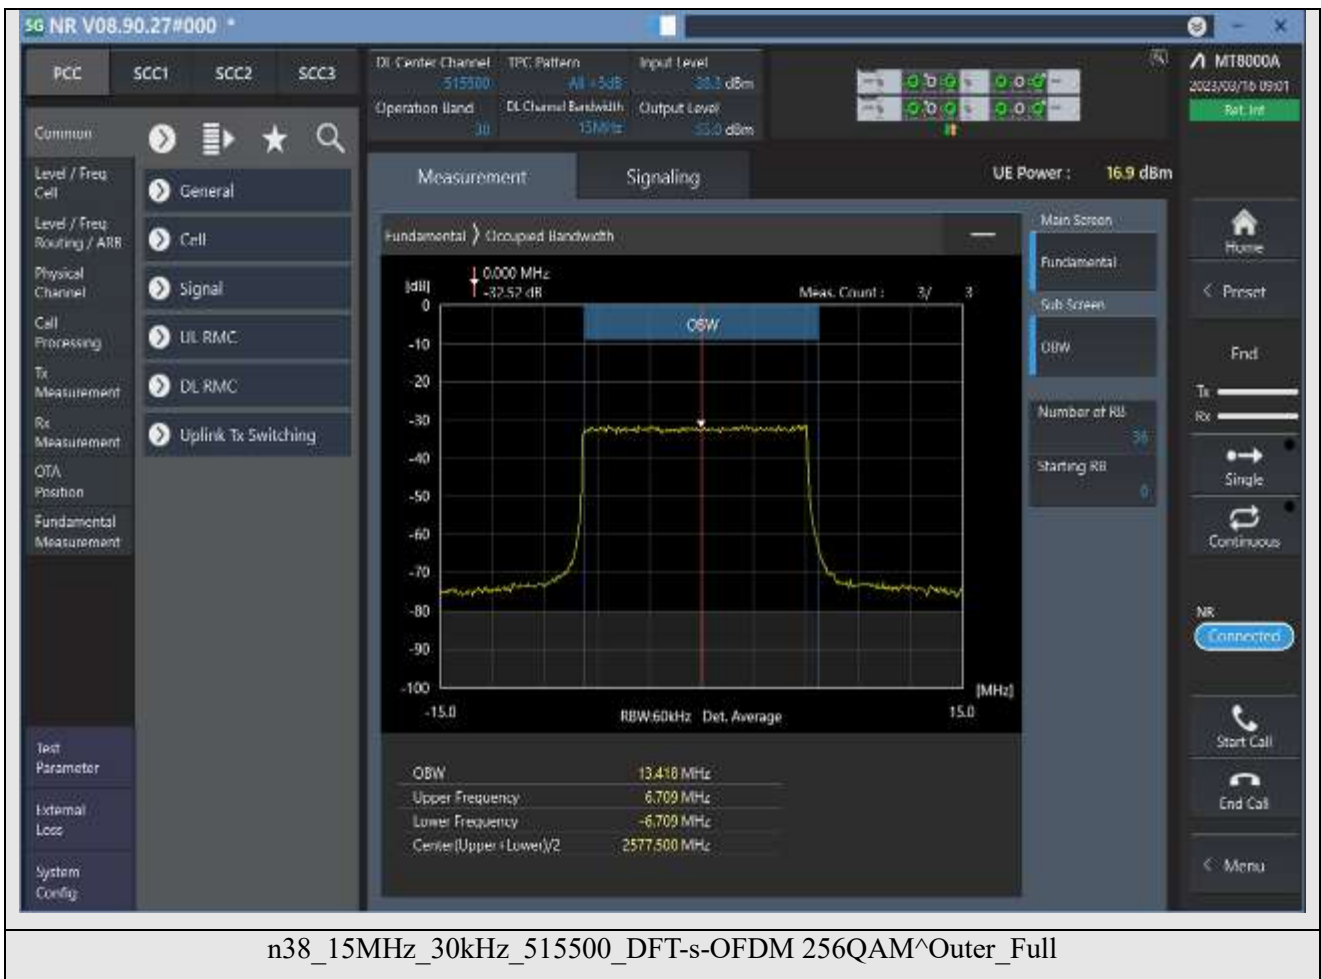 5G NR V08.90.27#000 *
PCC SCC1 SCC2 SCC3
DL Center Channel TPC Pattern Input Level
515500 All +3dB dBm
Operation Band DL Channel Bandwidth Output Level
15MHz dBm
MT8000A
2023/03/16 09:01
Ref. Int
Common
Level / Freq
Cell
Level / Freq
Routing / ARB
Physical
Channel
Call
Processing
Tx
Measurement
Rx
Measurement
OTA
Position
Fundamental
Measurement
Test
Parameter
External
Loss
System
Config
General
Cell
Signal
UL RMC
DL RMC
Uplink Tx Switching
Measurement Signaling UE Power : 16.9 dBm
Fundamental Occupied Bandwidth
[dB] 0.000 MHz
-32.52 dB Meas. Count : 3/ 3
OBW
0
-10
-20
-30
-40
-50
-60
-70
-80
-90
-100
[MHz]
-15.0 RBW:60kHz Det. Average 15.0
OBW 13.418 MHz
Upper Frequency 6.709 MHz
Lower Frequency -6.709 MHz
Center(Upper+Lower)/2 2577.500 MHz
Main Screen
Fundamental
Sub Screen
OBW
Number of RB
36
Starting RB
0
Home
Preset
End
Tx
Rx
Single
Continuous
NR
Connected
Start Call
End Call
Menu
n38_15MHz_30kHz_515500_DFT-s-OFDM 256QAM^Outer_Full